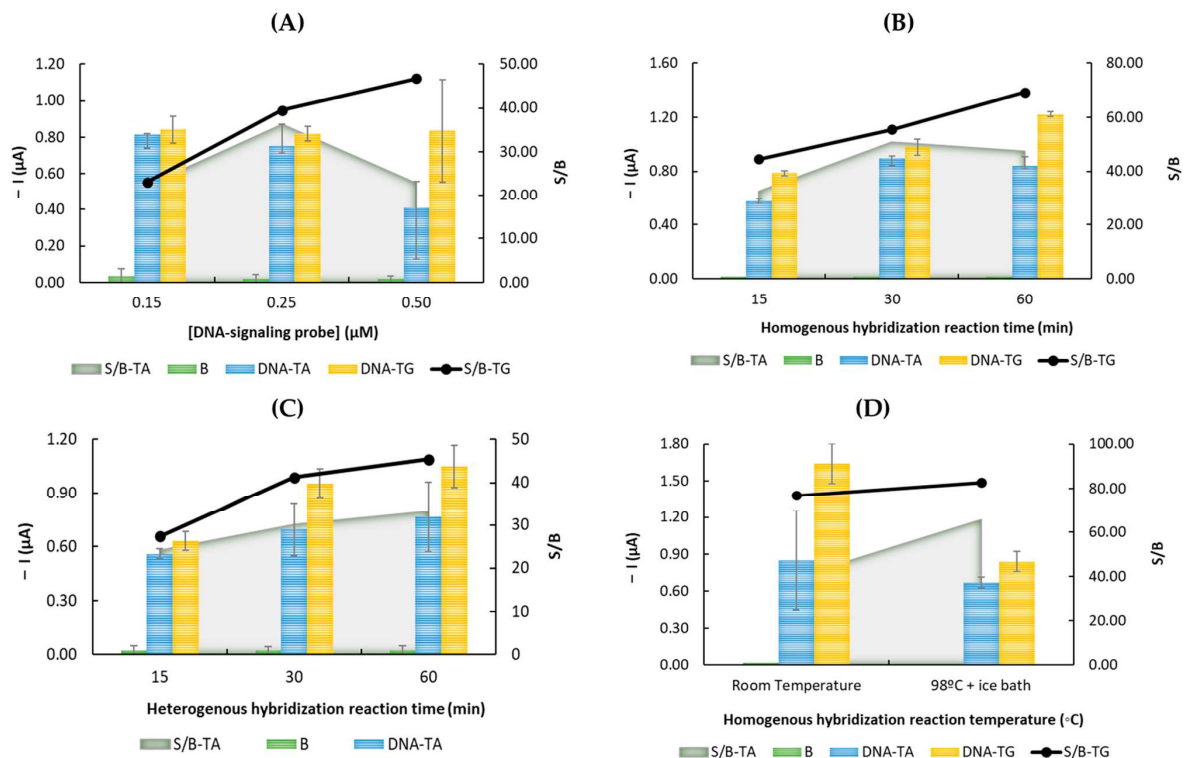 (A)
1.20
1.00
0.80
0.60
0.40
0.20
0.00
− I (µA)
50.00
40.00
30.00
20.00
10.00
0.00
S/B
0.15 0.25 0.50
[DNA-signaling probe] (µM)
S/B-TA B DNA-TA DNA-TG S/B-TG
(B)
1.60
1.20
0.80
0.40
0.00
− I (µA)
80.00
60.00
40.00
20.00
0.00
S/B
15 30 60
Homogenous hybridization reaction time (min)
S/B-TA B DNA-TA DNA-TG S/B-TG
(C)
1.20
0.90
0.60
0.30
0.00
− I (µA)
50
40
30
20
10
0
S/B
15 30 60
Heterogenous hybridization reaction time (min)
S/B-TA B DNA-TA
(D)
1.80
1.50
1.20
0.90
0.60
0.30
0.00
− I (µA)
100.00
80.00
60.00
40.00
20.00
0.00
S/B
Room Temperature 98ºC + ice bath
Homogenous hybridization reaction temperature (◦C)
S/B-TA B DNA-TA DNA-TG S/B-TG